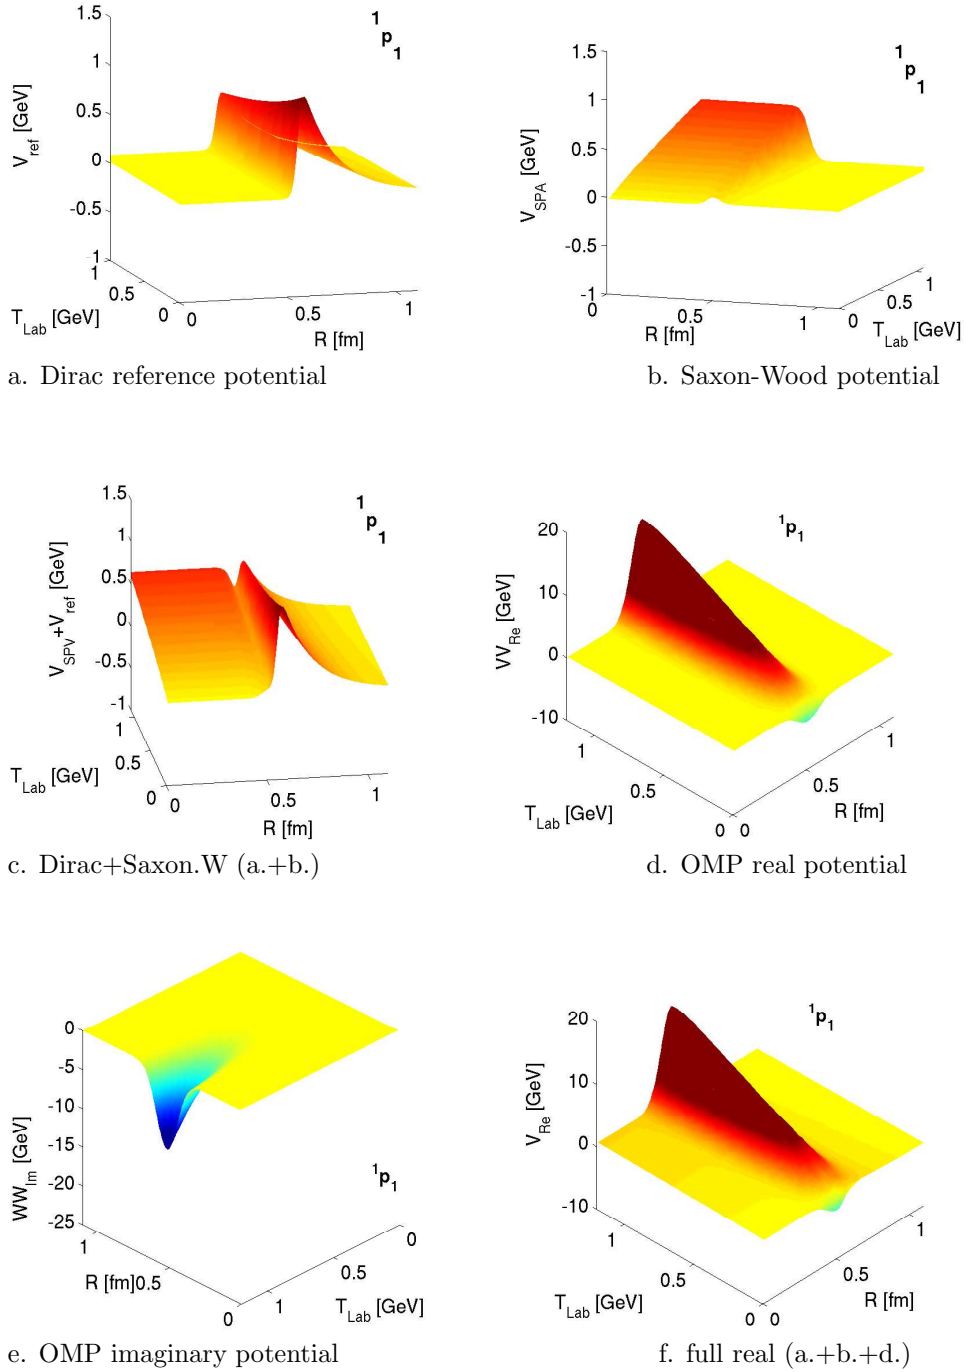 1.5
1
0.5
0
-0.5
-1
V_ref [GeV]
1p1
1
0.5
0
T_Lab [GeV]
0
0.5
1
R [fm]
a. Dirac reference potential
1.5
1
0.5
0
-0.5
-1
V_SPA [GeV]
1p1
0
0.5
1
R [fm]
0
0.5
1
T_Lab [GeV]
b. Saxon-Wood potential
1.5
1
0.5
0
-0.5
-1
V_SPV+V_ref [GeV]
1p1
1
0.5
0
T_Lab [GeV]
0
0.5
1
R [fm]
c. Dirac+Saxon.W (a.+b.)
20
10
0
-10
VV_Re [GeV]
1p1
1
0.5
0
T_Lab [GeV]
0
0.5
1
R [fm]
d. OMP real potential
0
-5
-10
-15
-20
-25
WW_Im [GeV]
1p1
1
0.5
0
R [fm]
1
0.5
0
T_Lab [GeV]
e. OMP imaginary potential
20
10
0
-10
V_Re [GeV]
1p1
1
0.5
0
T_Lab [GeV]
0
0.5
1
R [fm]
f. full real (a.+b.+d.)